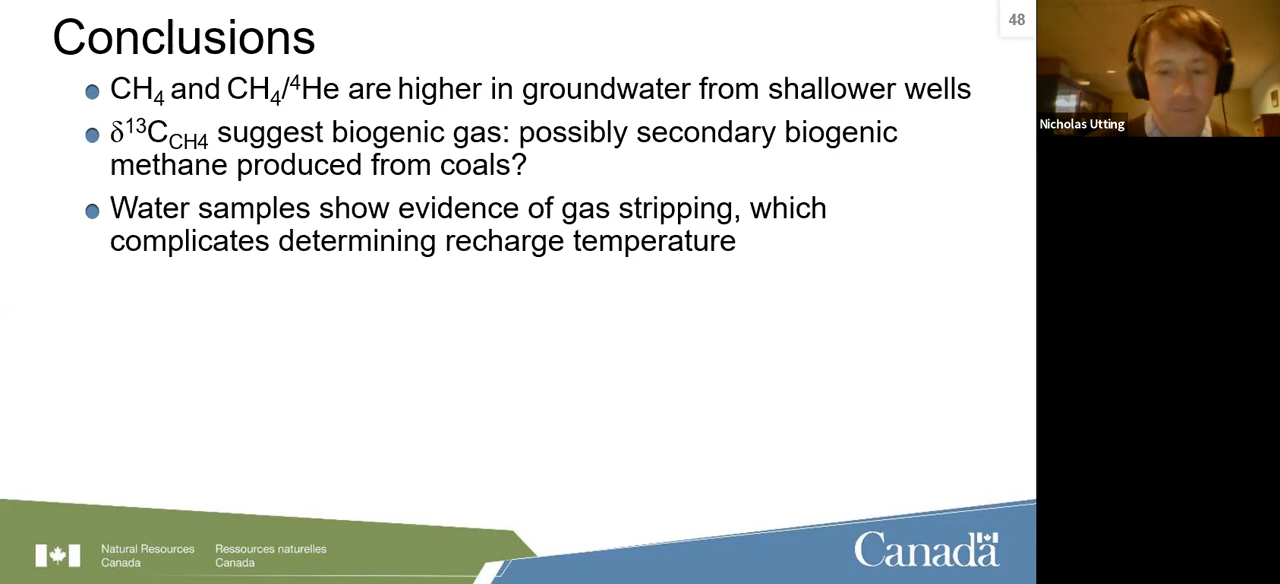 Conclusions
48
CH₄ and CH₄/⁴He are higher in groundwater from shallower wells
δ¹³C_CH4 suggest biogenic gas: possibly secondary biogenic
methane produced from coals?
Water samples show evidence of gas stripping, which
complicates determining recharge temperature
Nicholas Utting
Natural Resources
Canada
Ressources naturelles
Canada
Canada